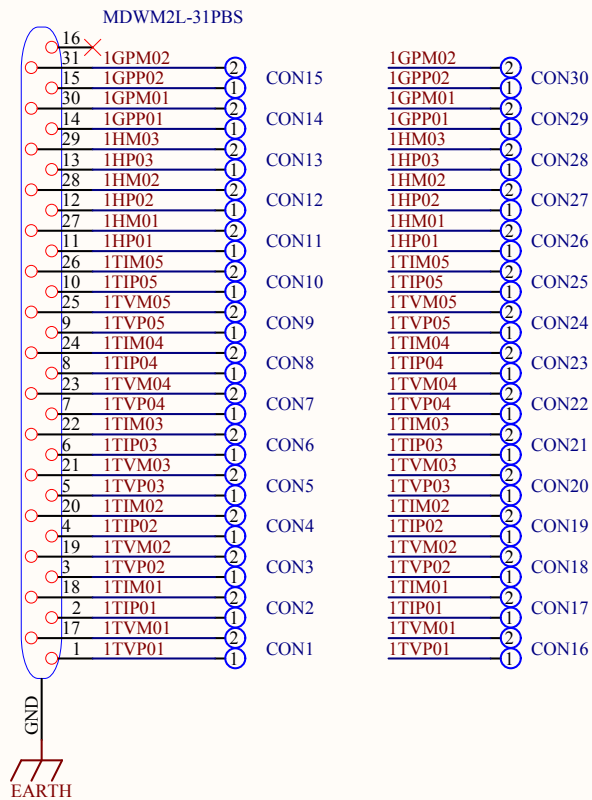 MDWM2L-31PBS
16
31 1GPM02 2 1GPM02 2
15 1GPP02 1 CON15 1GPP02 1 CON30
30 1GPM01 2 1GPM01 2
14 1GPP01 1 CON14 1GPP01 1 CON29
29 1HM03 2 1HM03 2
13 1HP03 1 CON13 1HP03 1 CON28
28 1HM02 2 1HM02 2
12 1HP02 1 CON12 1HP02 1 CON27
27 1HM01 2 1HM01 2
11 1HP01 1 CON11 1HP01 1 CON26
26 1TIM05 2 1TIM05 2
10 1TIP05 1 CON10 1TIP05 1 CON25
25 1TVM05 2 1TVM05 2
9 1TVP05 1 CON9 1TVP05 1 CON24
24 1TIM04 2 1TIM04 2
8 1TIP04 1 CON8 1TIP04 1 CON23
23 1TVM04 2 1TVM04 2
7 1TVP04 1 CON7 1TVP04 1 CON22
22 1TIM03 2 1TIM03 2
6 1TIP03 1 CON6 1TIP03 1 CON21
21 1TVM03 2 1TVM03 2
5 1TVP03 1 CON5 1TVP03 1 CON20
20 1TIM02 2 1TIM02 2
4 1TIP02 1 CON4 1TIP02 1 CON19
19 1TVM02 2 1TVM02 2
3 1TVP02 1 CON3 1TVP02 1 CON18
18 1TIM01 2 1TIM01 2
2 1TIP01 1 CON2 1TIP01 1 CON17
17 1TVM01 2 1TVM01 2
1 1TVP01 1 CON1 1TVP01 1 CON16
GND
EARTH